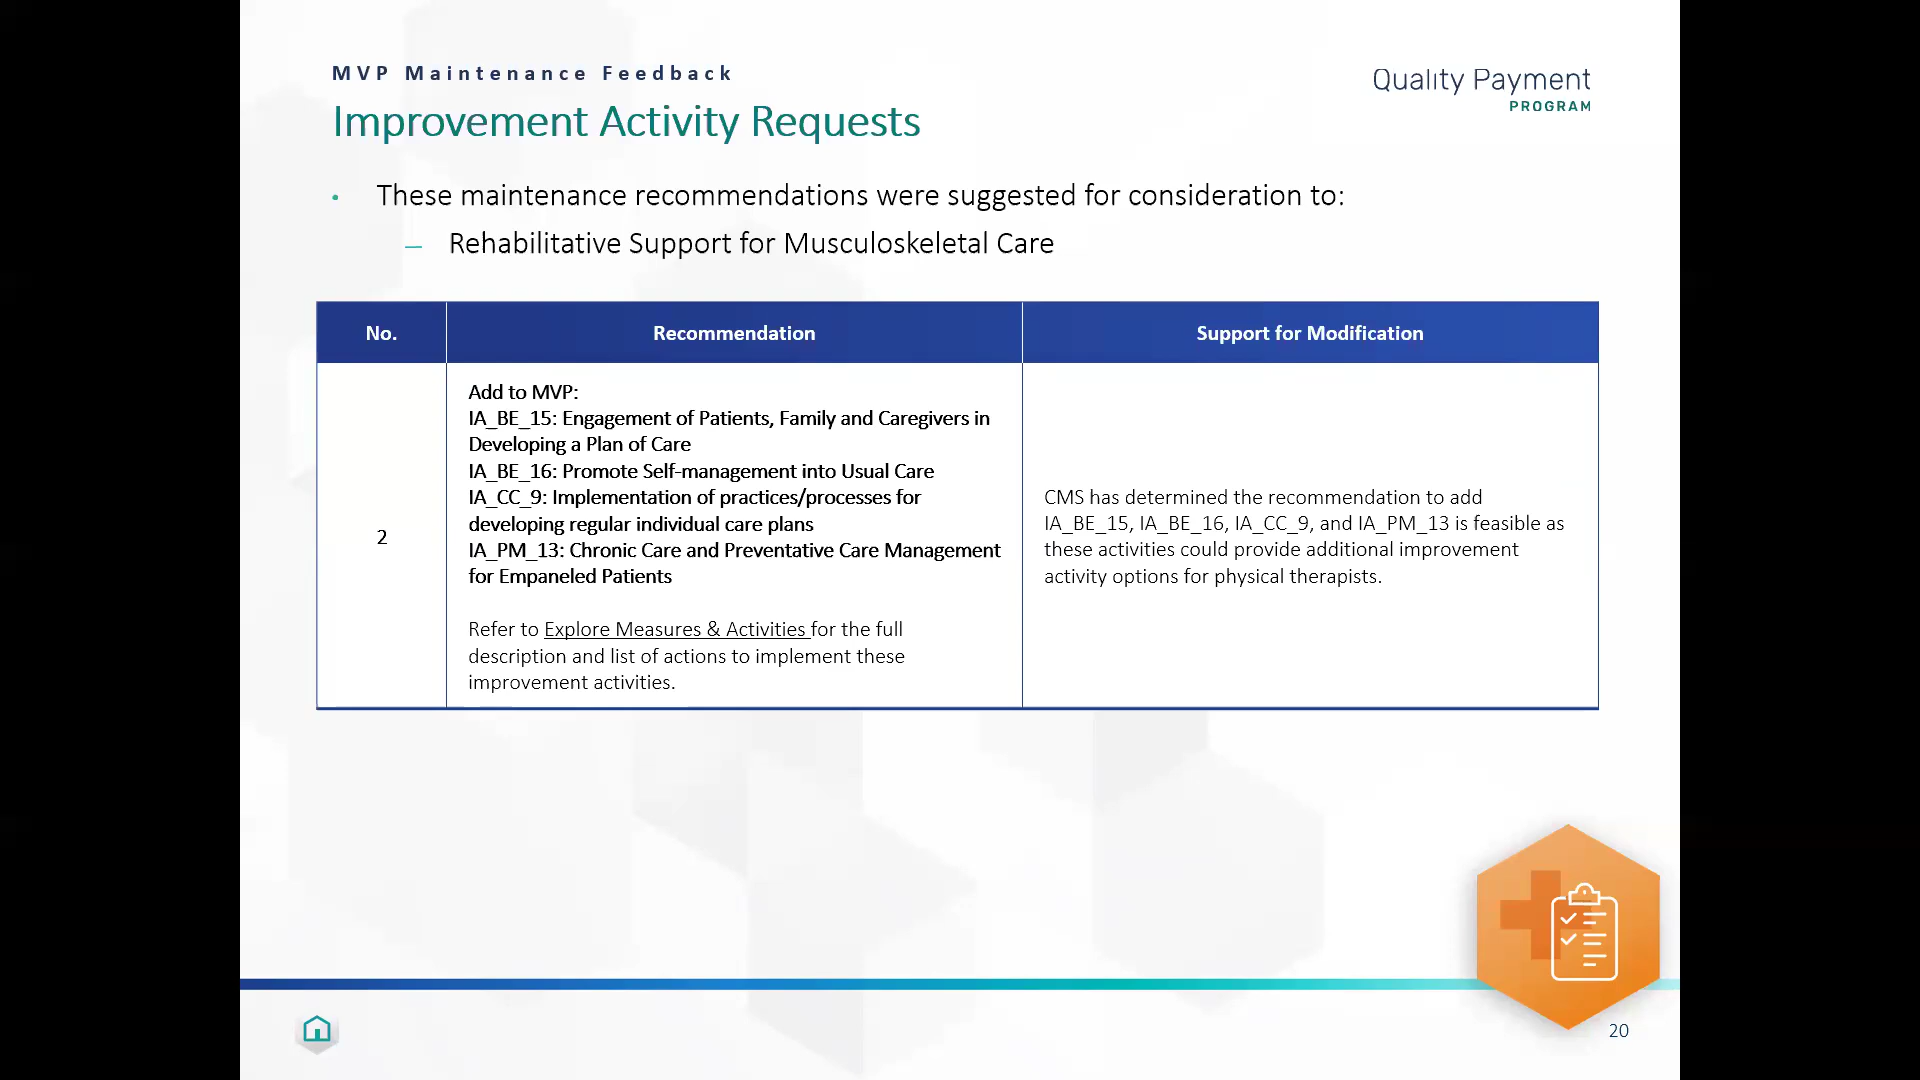 MVP Maintenance Feedback
Quality Payment
PROGRAM
Improvement Activity Requests
• These maintenance recommendations were suggested for consideration to:
– Rehabilitative Support for Musculoskeletal Care
No.
Recommendation
Support for Modification
2
Add to MVP:
IA_BE_15: Engagement of Patients, Family and Caregivers in
Developing a Plan of Care
IA_BE_16: Promote Self-management into Usual Care
IA_CC_9: Implementation of practices/processes for
developing regular individual care plans
IA_PM_13: Chronic Care and Preventative Care Management
for Empaneled Patients
Refer to Explore Measures & Activities for the full
description and list of actions to implement these
improvement activities.
CMS has determined the recommendation to add
IA_BE_15, IA_BE_16, IA_CC_9, and IA_PM_13 is feasible as
these activities could provide additional improvement
activity options for physical therapists.
20